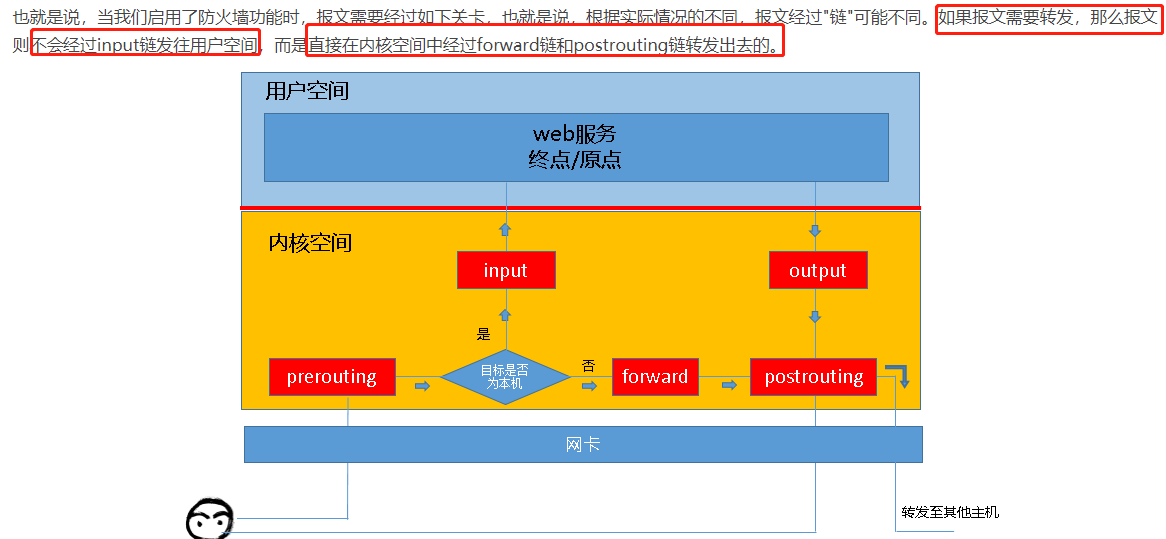 也就是说，当我们启用了防火墙功能时，报文需要经过如下关卡，也就是说，根据实际情况的不同，报文经过"链"可能不同。如果报文需要转发，那么报文
则不会经过input链发往用户空间，而是直接在内核空间中经过forward链和postrouting链转发出去的。
用户空间
web服务
终点/原点
内核空间
input
output
是
prerouting
目标是否
为本机
否
forward
postrouting
网卡
转发至其他主机